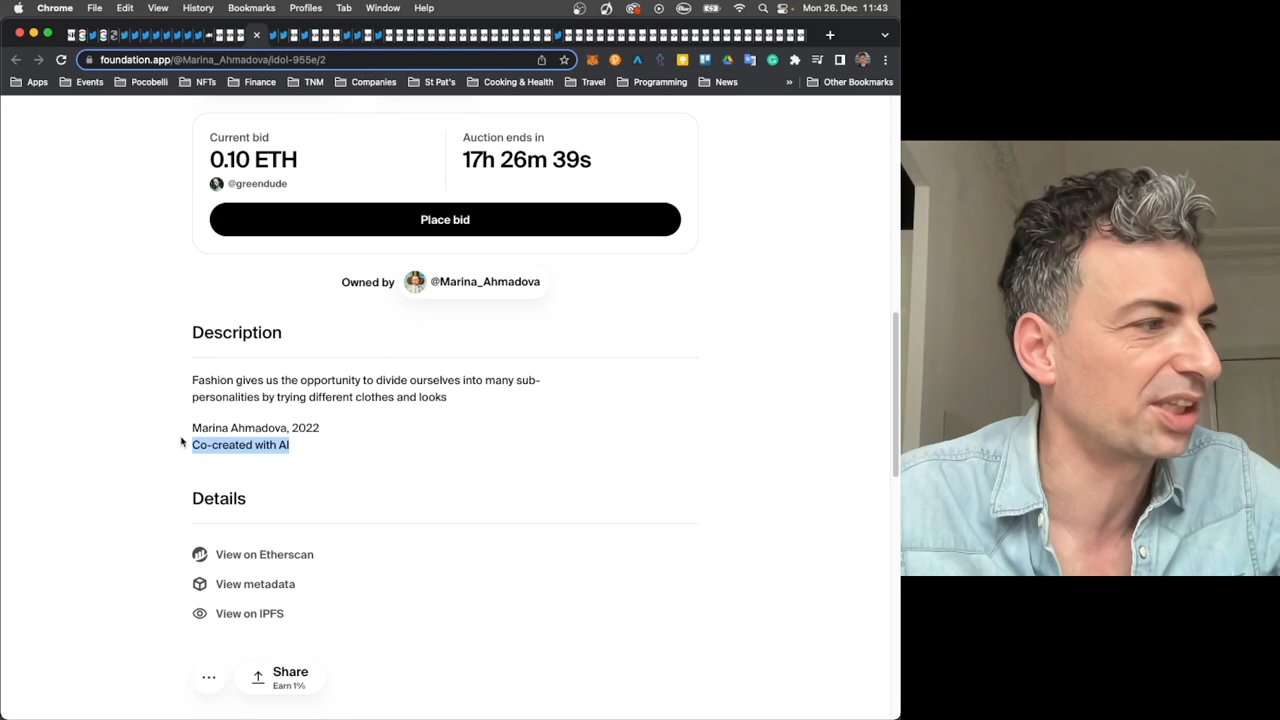 Chrome File Edit View History Bookmarks Profiles Tab Window Help Mon 26. Dec 11:43
foundation.app/@Marina_Ahmadova/idol-955e/2
Apps Events Pocobelli NFTs Finance TNM Companies St Pat's Cooking & Health Travel Programming News » Other Bookmarks
Current bid
0.10 ETH
@greendude
Auction ends in
17h 26m 39s
Place bid
Owned by @Marina_Ahmadova
Description
Fashion gives us the opportunity to divide ourselves into many sub-
personalities by trying different clothes and looks
Marina Ahmadova, 2022
Co-created with AI
Details
View on Etherscan
View metadata
View on IPFS
Share
Earn 1%